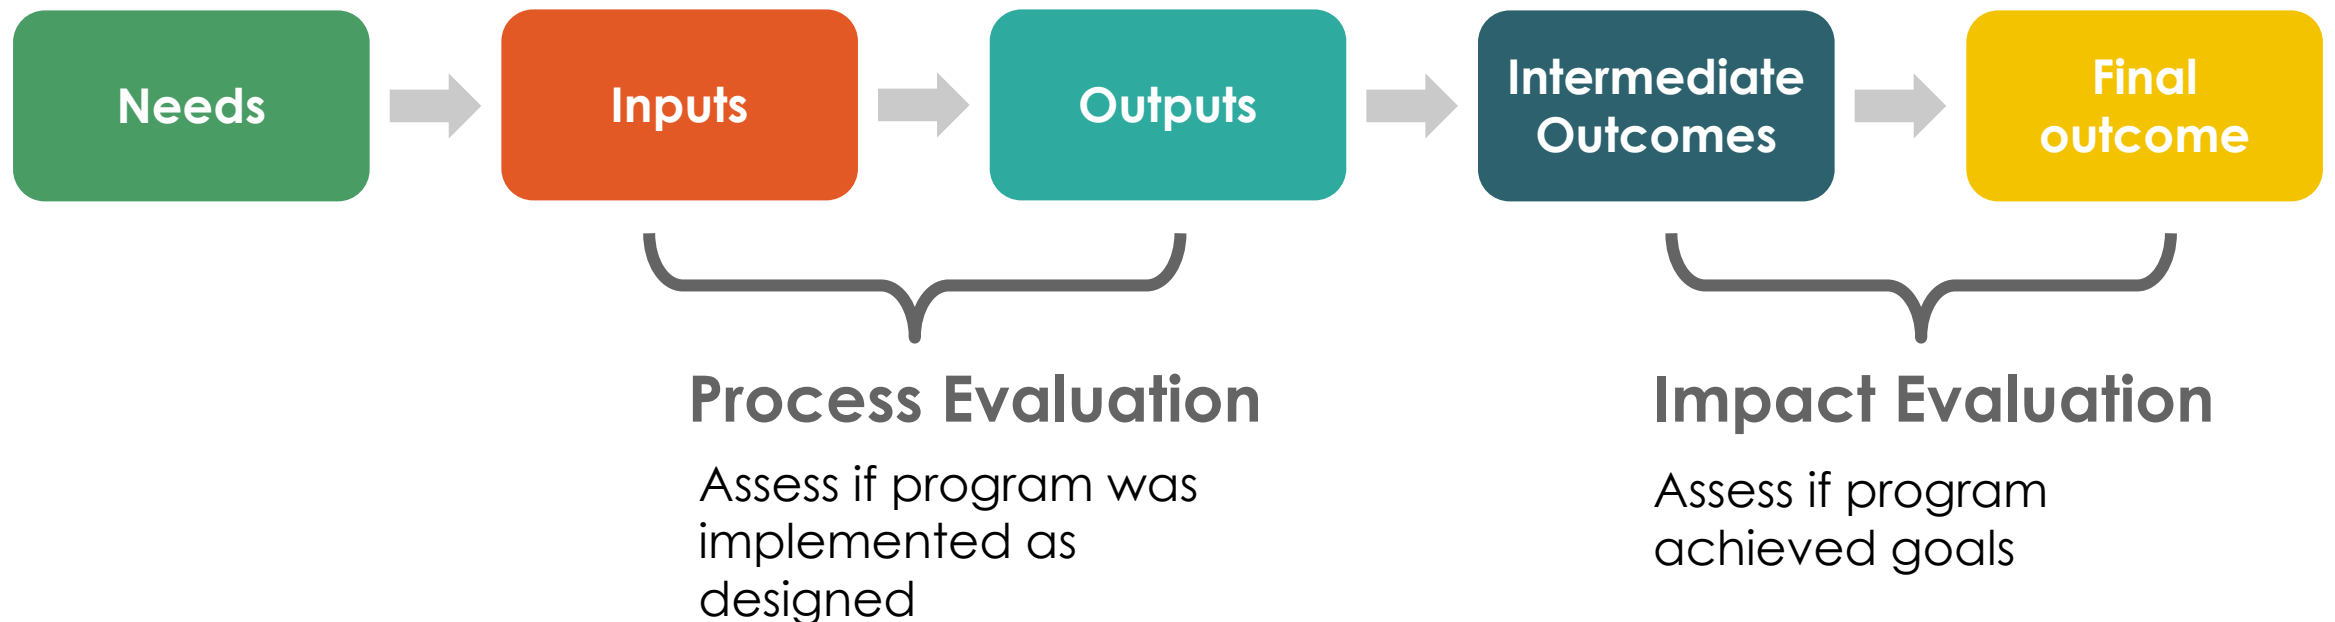 Needs
Inputs
Outputs
Intermediate
Outcomes
Final
outcome
Process Evaluation
Assess if program was
implemented as
designed
Impact Evaluation
Assess if program
achieved goals